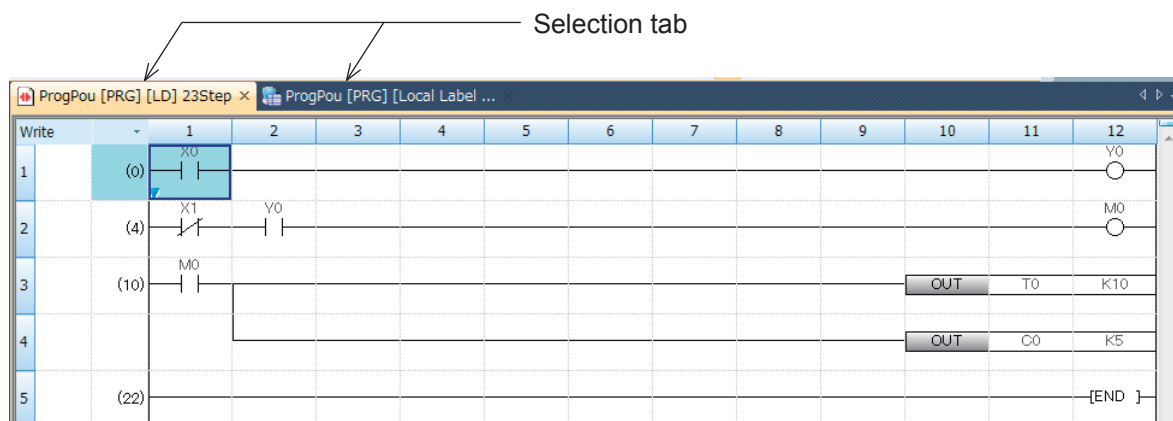 Selection tab
ProgPou [PRG] [LD] 23Step ProgPou [PRG] [Local Label ...
Write 1 2 3 4 5 6 7 8 9 10 11 12
X0 Y0
1 (0)
X1 Y0 M0
2 (4)
M0
3 (10) OUT T0 K10
4 OUT C0 K5
5 (22) [END ]